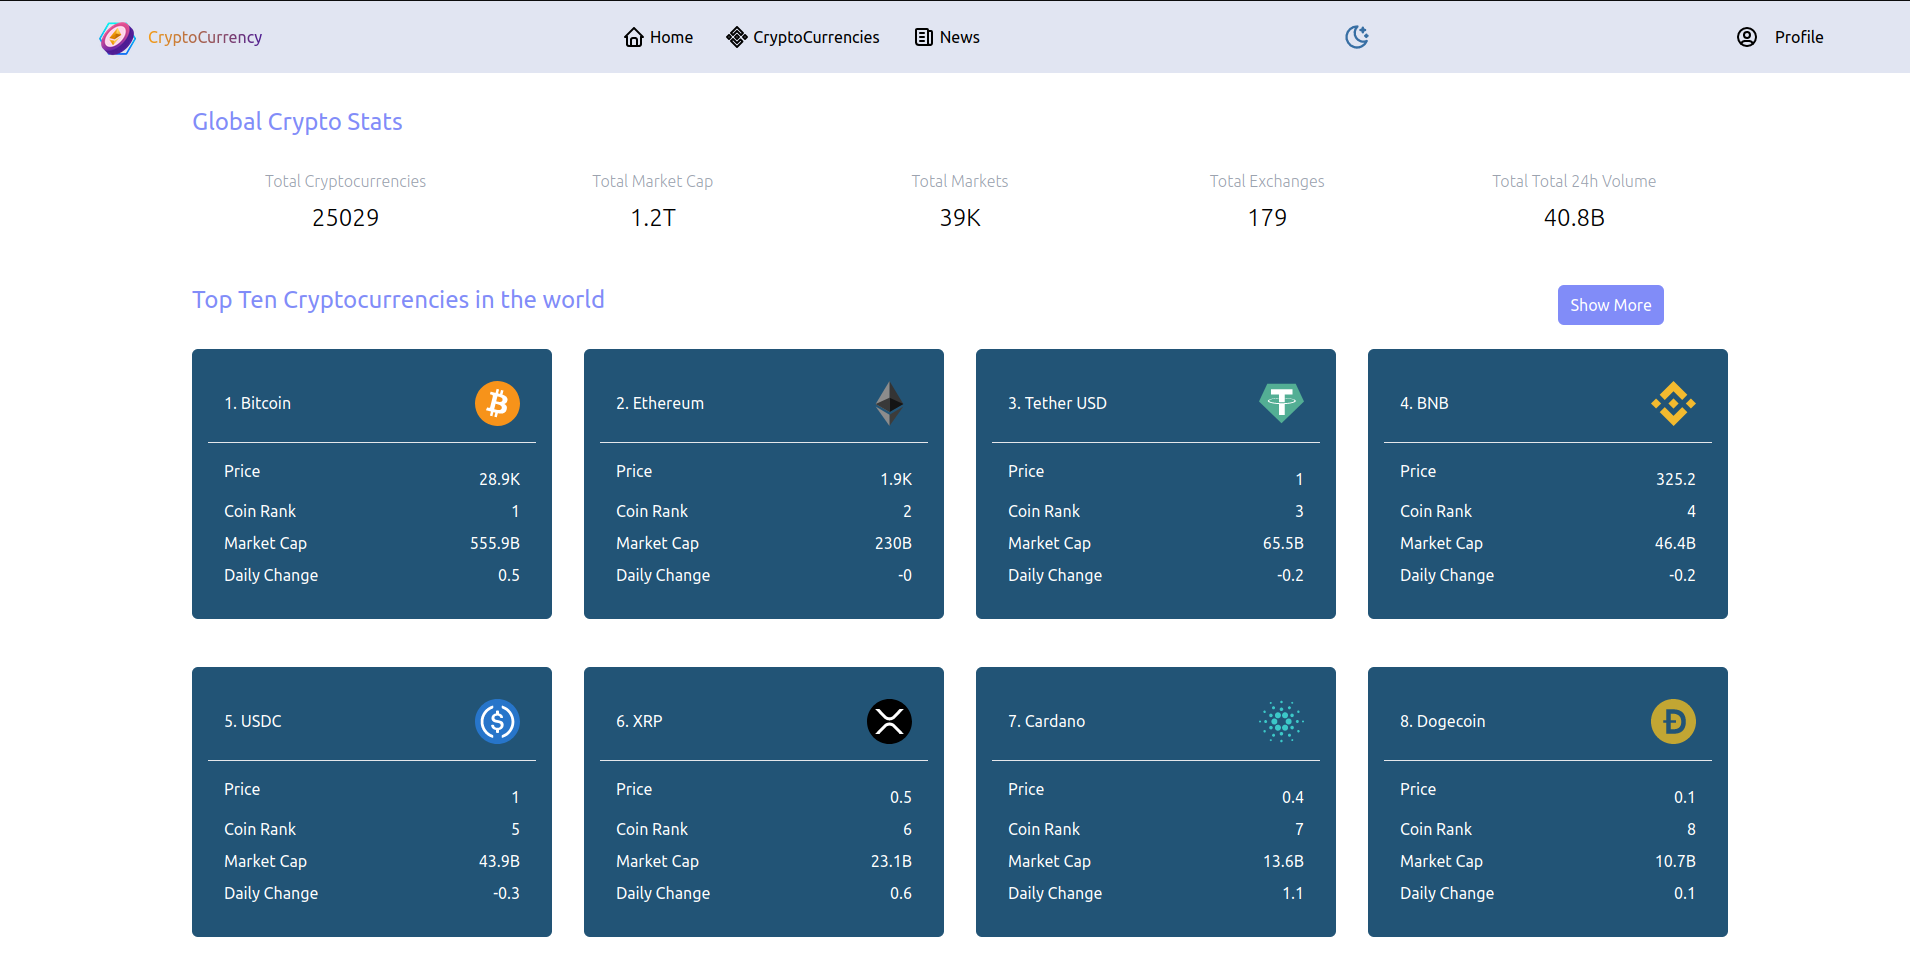 CryptoCurrency
Home
CryptoCurrencies
News
Profile
Global Crypto Stats
Total Cryptocurrencies
25029
Total Market Cap
1.2T
Total Markets
39K
Total Exchanges
179
Total Total 24h Volume
40.8B
Top Ten Cryptocurrencies in the world
Show More
1. Bitcoin
Price 28.9K
Coin Rank 1
Market Cap 555.9B
Daily Change 0.5
2. Ethereum
Price 1.9K
Coin Rank 2
Market Cap 230B
Daily Change -0
3. Tether USD
Price 1
Coin Rank 3
Market Cap 65.5B
Daily Change -0.2
4. BNB
Price 325.2
Coin Rank 4
Market Cap 46.4B
Daily Change -0.2
5. USDC
Price 1
Coin Rank 5
Market Cap 43.9B
Daily Change -0.3
6. XRP
Price 0.5
Coin Rank 6
Market Cap 23.1B
Daily Change 0.6
7. Cardano
Price 0.4
Coin Rank 7
Market Cap 13.6B
Daily Change 1.1
8. Dogecoin
Price 0.1
Coin Rank 8
Market Cap 10.7B
Daily Change 0.1